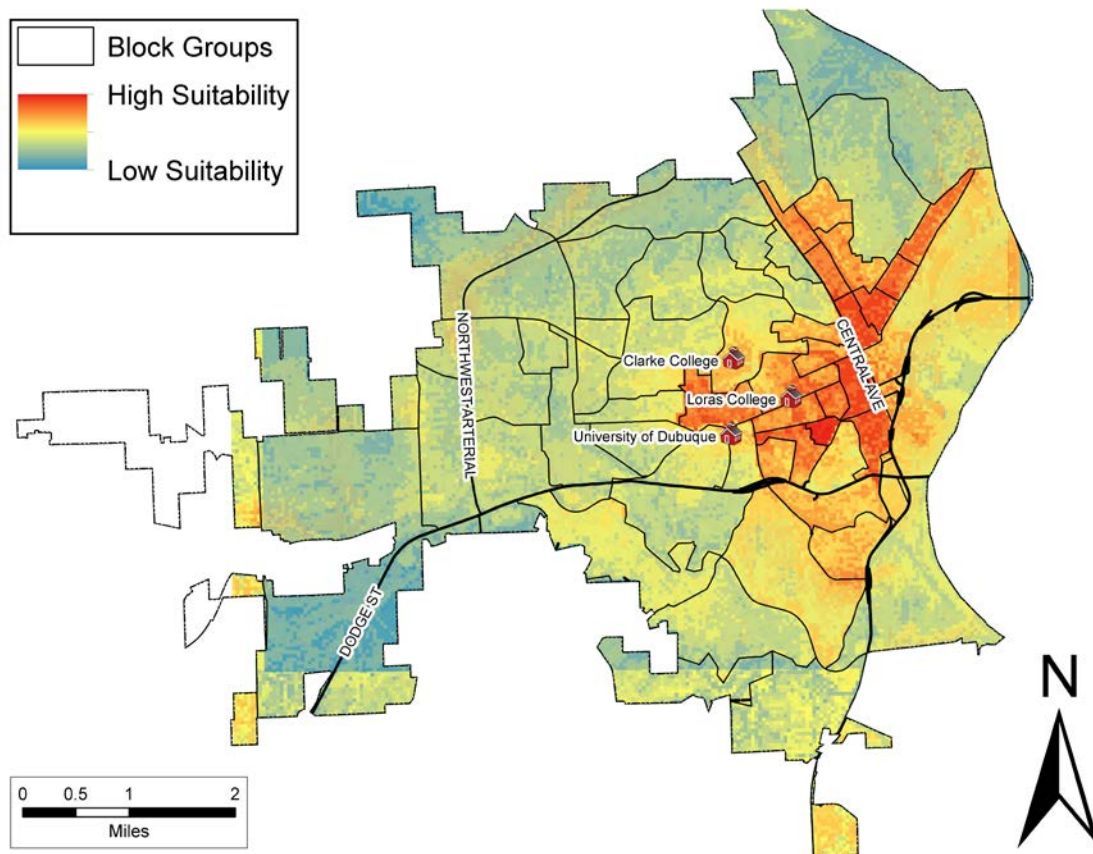 Block Groups
High Suitability
Low Suitability
NORTHWEST ARTERIAL
CENTRAL AVE
Clarke College
Loras College
University of Dubuque
DODGE ST
N
0 0.5 1 2
Miles